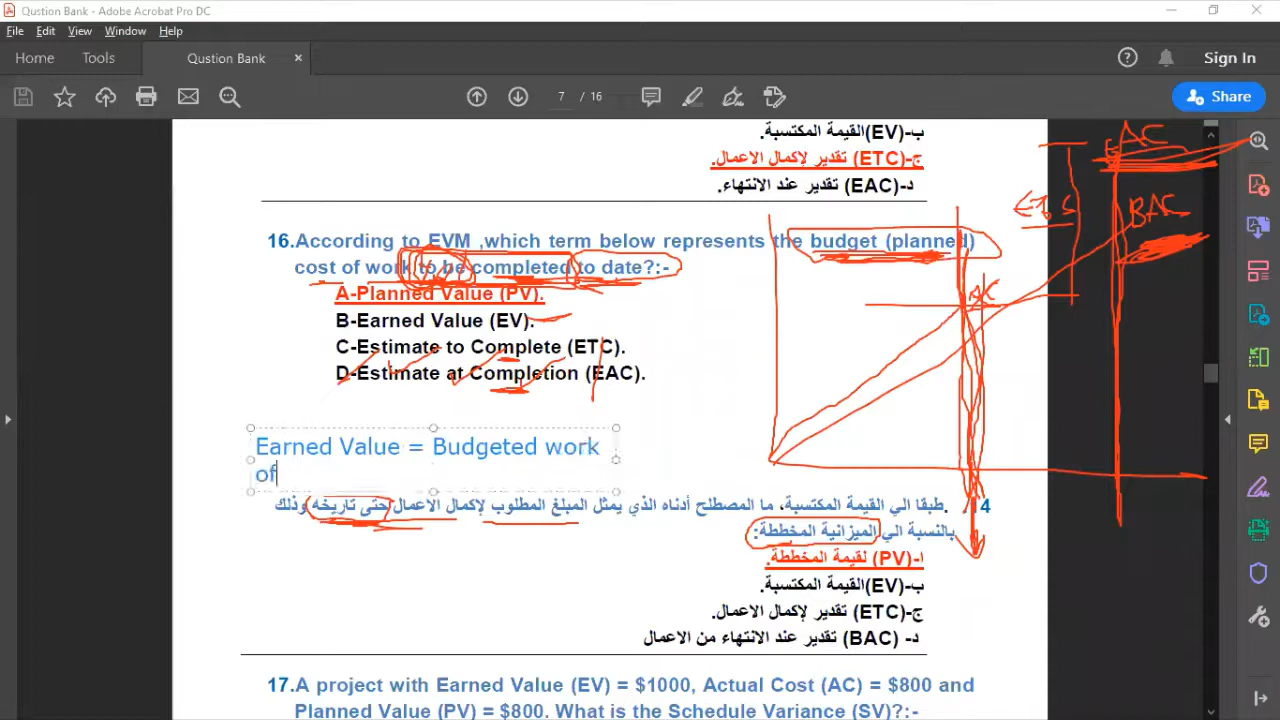 Qustion Bank - Adobe Acrobat Pro DC
File Edit View Window Help
Home Tools Qustion Bank × Sign In
7 / 16 Share
ب-(EV)القيمة المكتسبة.
ج-(ETC) تقدير لإكمال الاعمال.
د-(EAC) تقدير عند الانتهاء.
16.According to EVM ,which term below represents the budget (planned)
cost of work to be completed to date?:-
A-Planned Value (PV).
B-Earned Value (EV).
C-Estimate to Complete (ETC).
D-Estimate at Completion (EAC).
AC
BAC
AC
Earned Value = Budgeted work
of
14. طبقا الي القيمة المكتسبة، ما المصطلح أدناه الذي يمثل المبلغ المطلوب لإكمال الاعمال حتى تاريخه وذلك
بالنسبة الي الميزانية المخططة:
ا-(PV) لقيمة المخططة.
ب-(EV)القيمة المكتسبة.
ج-(ETC) تقدير لإكمال الاعمال.
د- (BAC) تقدير عند الانتهاء من الاعمال
17.A project with Earned Value (EV) = $1000, Actual Cost (AC) = $800 and
Planned Value (PV) = $800. What is the Schedule Variance (SV)?:-